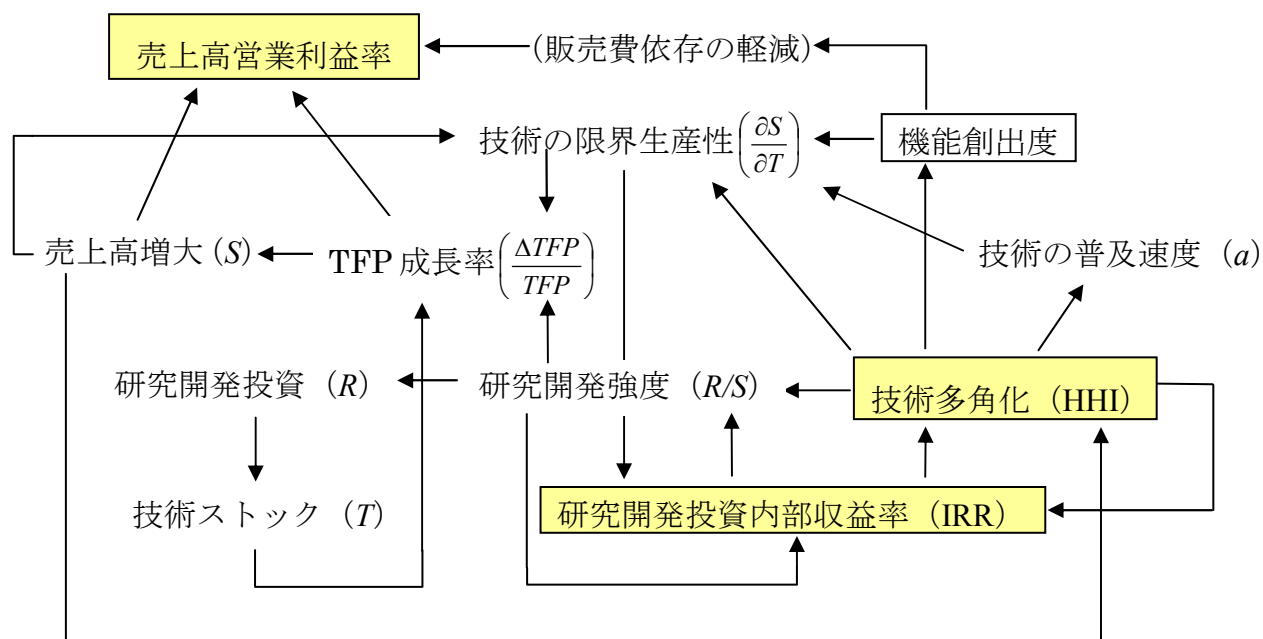 売上高営業利益率
(販売費依存の軽減)
技術の限界生産性(∂S/∂T)
機能創出度
売上高増大(S)
TFP成長率(ΔTFP/TFP)
技術の普及速度(a)
研究開発投資(R)
研究開発強度(R/S)
技術多角化(HHI)
技術ストック(T)
研究開発投資内部収益率(IRR)